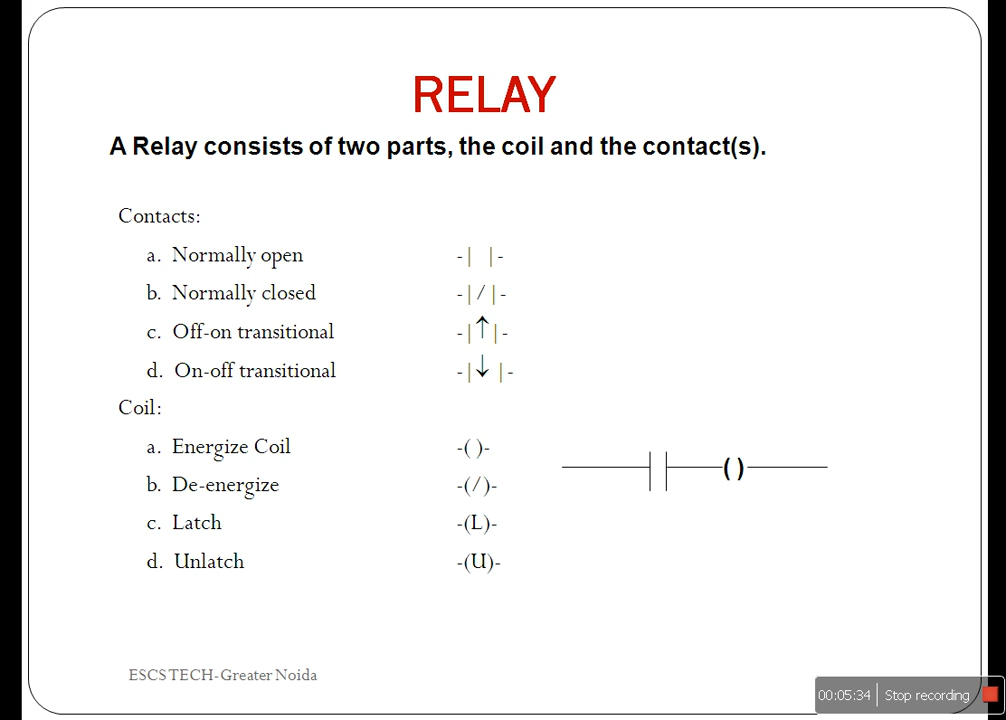 RELAY
A Relay consists of two parts, the coil and the contact(s).
Contacts:
a. Normally open -| |-
b. Normally closed -|/|-
c. Off-on transitional -|↑|-
d. On-off transitional -|↓|-
Coil:
a. Energize Coil -( )-
b. De-energize -(/)-
c. Latch -(L)-
d. Unlatch -(U)-
( )
ESCSTECH-Greater Noida
00:05:34 Stop recording